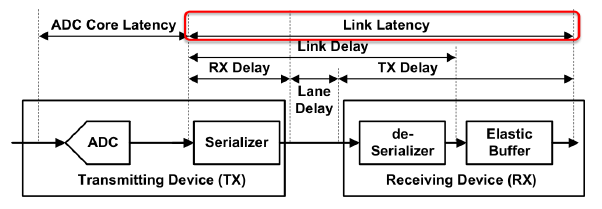 ADC Core Latency
Link Latency
Link Delay
RX Delay
TX Delay
Lane
Delay
ADC
Serializer
de-
Serializer
Elastic
Buffer
Transmitting Device (TX)
Receiving Device (RX)